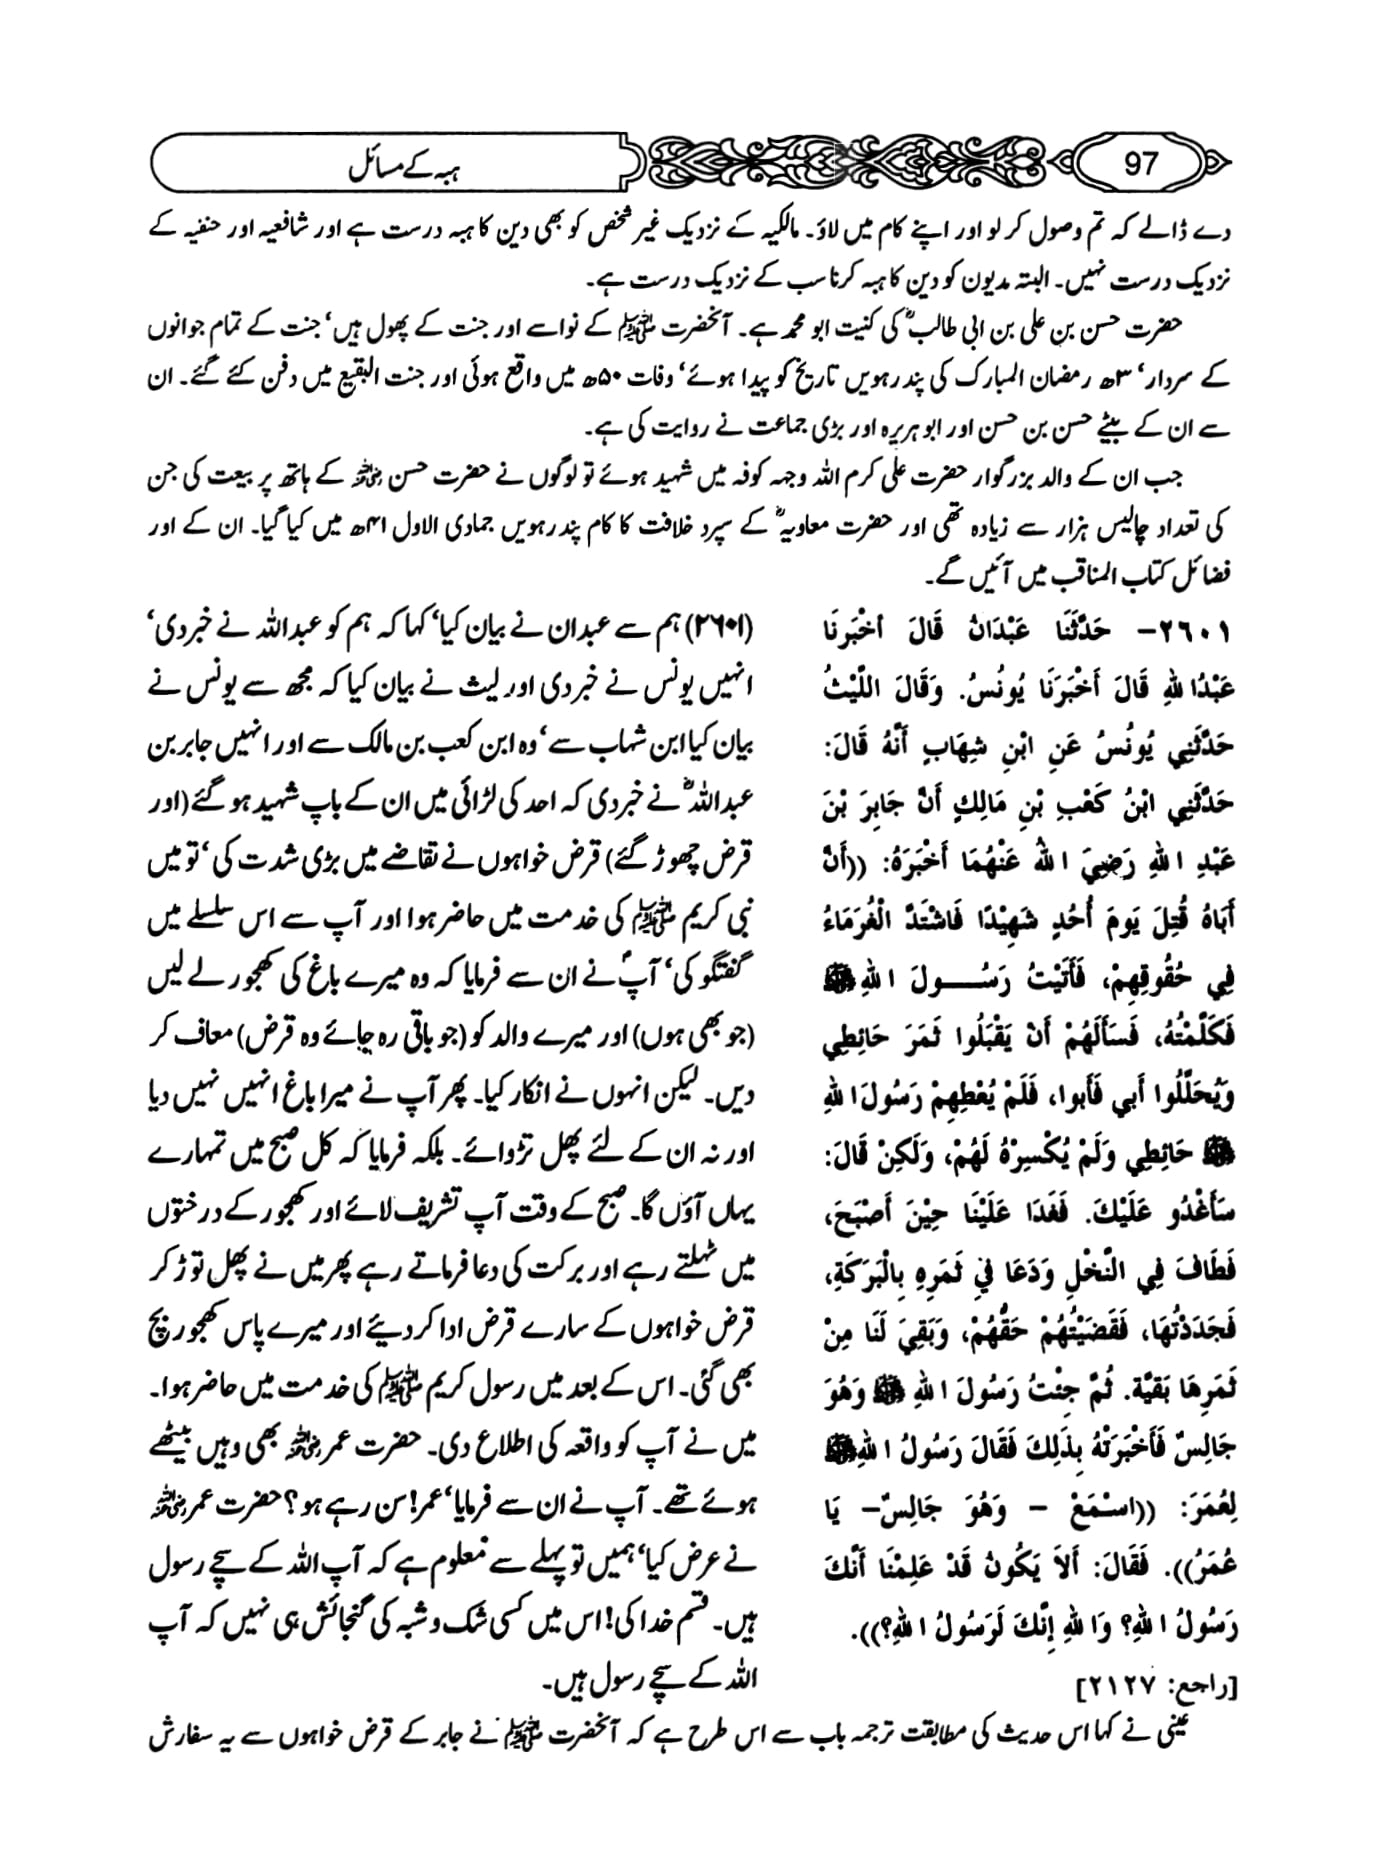 97
ہبہ کے مسائل
دے ڈالے کہ تم وصول کر لو اور اپنے کام میں لاؤ۔ مالکیہ کے نزدیک غیر شخص کو بھی دین کا ہبہ درست ہے اور شافعیہ اور حنفیہ کے
نزدیک درست نہیں۔ البتہ مدیون کو دین کا ہبہ کرنا سب کے نزدیک درست ہے۔
حضرت حسن بن علی بن ابی طالبؓ کی کنیت ابو محمد ہے۔ آنحضرت ﷺ کے نواسے اور جنت کے پھول ہیں‘ جنت کے تمام جوانوں
کے سردار‘ ۳ھ رمضان المبارک کی پندرہویں تاریخ کو پیدا ہوئے‘ وفات ۵۰ھ میں واقع ہوئی اور جنت البقیع میں دفن کئے گئے۔ ان
سے ان کے بیٹے حسن بن حسن اور ابو ہریرہ اور بڑی جماعت نے روایت کی ہے۔
جب ان کے والد بزرگوار حضرت علی کرم اللہ وجہہ کوفہ میں شہید ہوئے تو لوگوں نے حضرت حسن رضی اللہ عنہ کے ہاتھ پر بیعت کی جن
کی تعداد چالیس ہزار سے زیادہ تھی اور حضرت معاویہؓ کے سپرد خلافت کا کام پندرہویں جمادی الاول ۴۱ھ میں کیا گیا۔ ان کے اور
فضائل کتاب المناقب میں آئیں گے۔
٢٦٠١- حَدَّثَنَا عَبْدَانُ قَالَ أَخْبَرَنَا
عَبْدُاللهِ قَالَ أَخْبَرَنَا يُونُسُ. وَقَالَ اللَّيْثُ
حَدَّثَنِي يُونُسُ عَنِ ابْنِ شِهَابٍ أَنَّهُ قَالَ:
حَدَّثَنِي ابْنُ كَعْبِ بْنِ مَالِكٍ أَنَّ جَابِرَ بْنَ
عَبْدِ اللهِ رَضِيَ اللهُ عَنْهُمَا أَخْبَرَهُ: ((أَنَّ
أَبَاهُ قُتِلَ يَومَ أُحُدٍ شَهِيْدًا فَاشْتَدَّ الْغُرَمَاءُ
فِي حُقُوقِهِمْ، فَأَتَيْتُ رَسُــولَ اللهِ ﷺ
فَكَلَّمْتُهُ، فَسَأَلَهُمْ أَنْ يَقْبَلُوا ثَمَرَ حَائِطِي
وَيُحَلِّلُوا أَبِي فَأَبوا، فَلَمْ يُعْطِهِمْ رَسُولَ اللهِ
ﷺ حَائِطِي وَلَمْ يُكْسِرْهُ لَهُمْ، وَلَكِنْ قَالَ:
سَأَغْدُو عَلَيْكَ. فَغَدَا عَلَيْنَا حِيْنَ أَصْبَحَ،
فَطَافَ فِي النَّخْلِ وَدَعَا فِي ثَمَرِهِ بِالْبَرَكَةِ،
فَجَدَدْتُهَا، فَقَضَيْتُهُمْ حَقَّهُمْ، وَبَقِيَ لَنَا مِنْ
ثَمَرِهَا بَقيَّة. ثُمَّ جِئْتُ رَسُولَ اللهِ ﷺ وَهُوَ
جَالِسٌ فَأَخْبَرَتْهُ بِذَلِكَ فَقَالَ رَسُولُ اللهِ ﷺ
لِعُمَرَ: ((اسْمَعْ – وَهُوَ جَالِسٌ– يَا
عُمَرُ)). فَقَالَ: أَلاَ يَكُونُ قَدْ عَلِمْنَا أَنَّكَ
رَسُولُ اللهِ؟ وَاللهِ إِنَّكَ لَرَسُولُ اللهِ؟)).
[راجع: ٢١٢٧]
(۲۶۰۱) ہم سے عبدان نے بیان کیا‘ کہا کہ ہم کو عبداللہ نے خبر دی‘
انہیں یونس نے خبر دی اور لیث نے بیان کیا کہ مجھ سے یونس نے
بیان کیا ابن شہاب سے‘ وہ ابن کعب بن مالک سے اور انہیں جابر بن
عبداللہؓ نے خبر دی کہ احد کی لڑائی میں ان کے باپ شہید ہو گئے (اور
قرض چھوڑ گئے) قرض خواہوں نے تقاضے میں بڑی شدت کی‘ تو میں
نبی کریم ﷺ کی خدمت میں حاضر ہوا اور آپ سے اس سلسلے میں
گفتگو کی‘ آپؐ نے ان سے فرمایا کہ وہ میرے باغ کی کھجور لے لیں
(جو بھی ہوں) اور میرے والد کو (جو باقی رہ جائے وہ قرض) معاف کر
دیں۔ لیکن انہوں نے انکار کیا۔ پھر آپ نے میرا باغ انہیں نہیں دیا
اور نہ ان کے لئے پھل تڑوائے۔ بلکہ فرمایا کہ کل صبح میں تمہارے
یہاں آؤں گا۔ صبح کے وقت آپ تشریف لائے اور کھجور کے درختوں
میں ٹہلتے رہے اور برکت کی دعا فرماتے رہے پھر میں نے پھل توڑ کر
قرض خواہوں کے سارے قرض ادا کر دیئے اور میرے پاس کھجور بچ
بھی گئی۔ اس کے بعد میں رسول کریم ﷺ کی خدمت میں حاضر ہوا۔
میں نے آپ کو واقعہ کی اطلاع دی۔ حضرت عمر رضی اللہ عنہ بھی وہیں بیٹھے
ہوئے تھے۔ آپ نے ان سے فرمایا‘ عمر! سن رہے ہو؟ حضرت عمر رضی اللہ عنہ
نے عرض کیا‘ ہمیں تو پہلے سے معلوم ہے کہ آپ اللہ کے سچے رسول
ہیں۔ قسم خدا کی! اس میں کسی شک و شبہ کی گنجائش ہی نہیں کہ آپ
اللہ کے سچے رسول ہیں۔
عینی نے کہا اس حدیث کی مطابقت ترجمہ باب سے اس طرح ہے کہ آنحضرت ﷺ نے جابر کے قرض خواہوں سے یہ سفارش